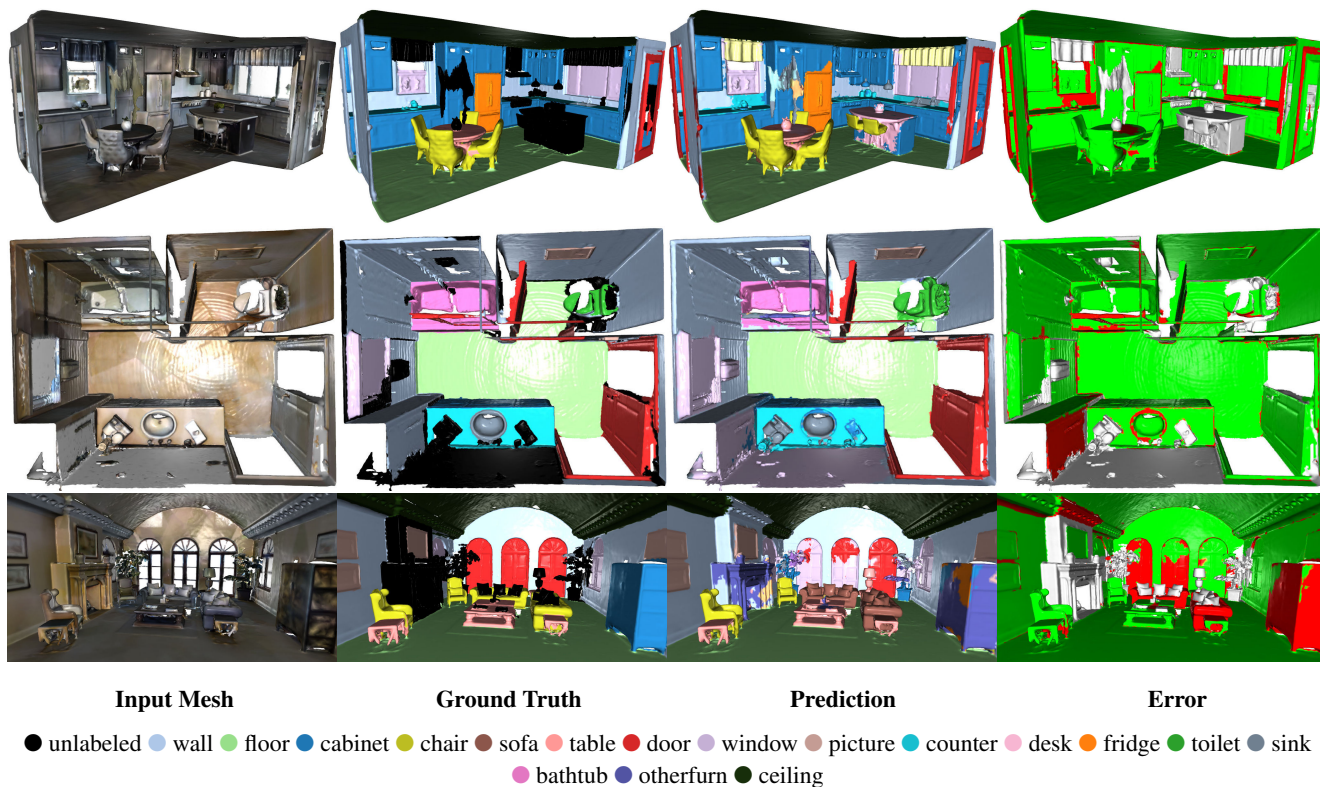 Input Mesh Ground Truth Prediction Error
unlabeled wall floor cabinet chair sofa table door window picture counter desk fridge toilet sink
bathtub otherfurn ceiling